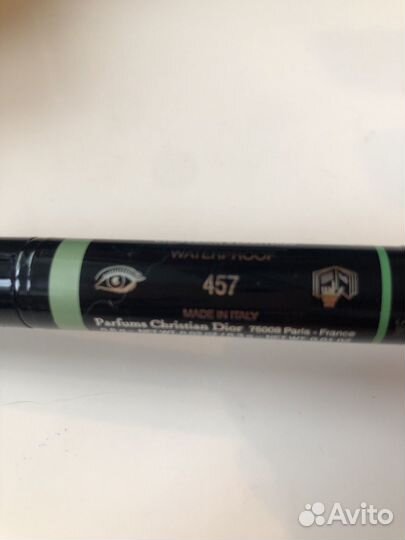 WATERPROOF
457
MADE IN ITALY
Parfums Christian Dior 75008 Paris - France
Avito